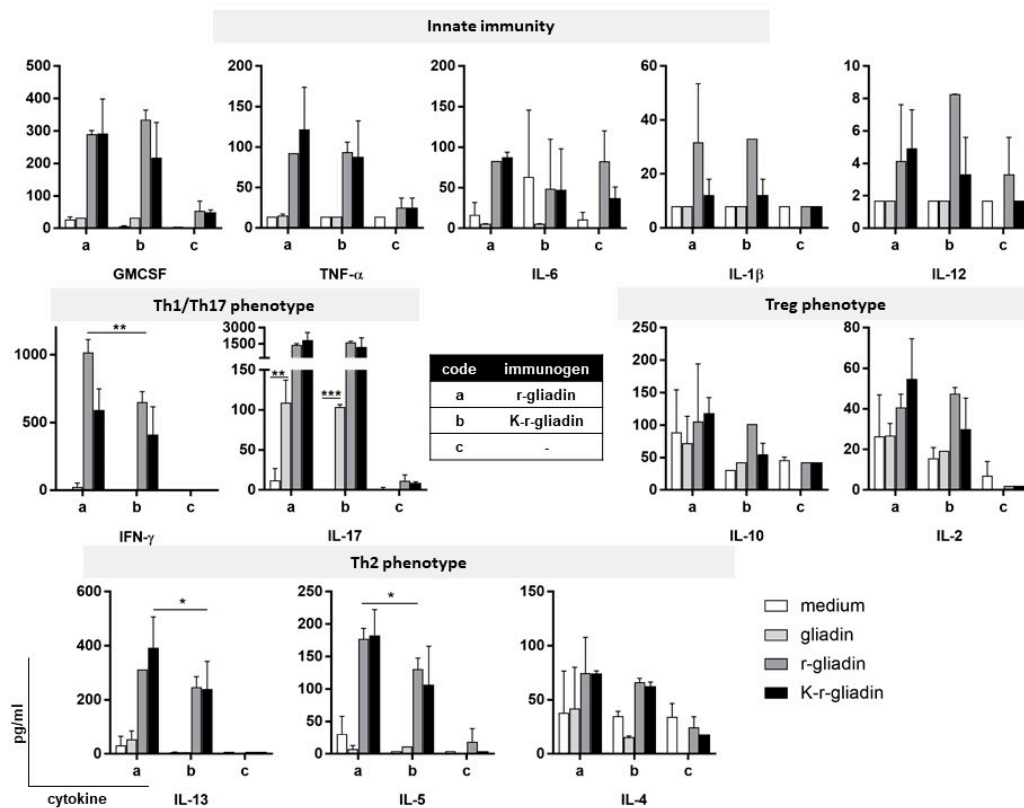 Innate immunity
500
400
300
200
100
0
a b c
GMCSF
200
150
100
50
0
a b c
TNF-α
200
150
100
50
0
a b c
IL-6
60
40
20
0
a b c
IL-1β
10
8
6
4
2
0
a b c
IL-12
Th1/Th17 phenotype
1000
500
0
**
a b c
IFN-γ
3000
1500
150
100
50
0
**
***
a b c
IL-17
code immunogen
a r-gliadin
b K-r-gliadin
c -
Treg phenotype
250
200
150
100
50
0
a b c
IL-10
80
60
40
20
0
a b c
IL-2
Th2 phenotype
600
400
200
0
*
a b c
IL-13
250
200
150
100
50
0
*
a b c
IL-5
150
100
50
0
a b c
IL-4
medium
gliadin
r-gliadin
K-r-gliadin
pg/ml
cytokine